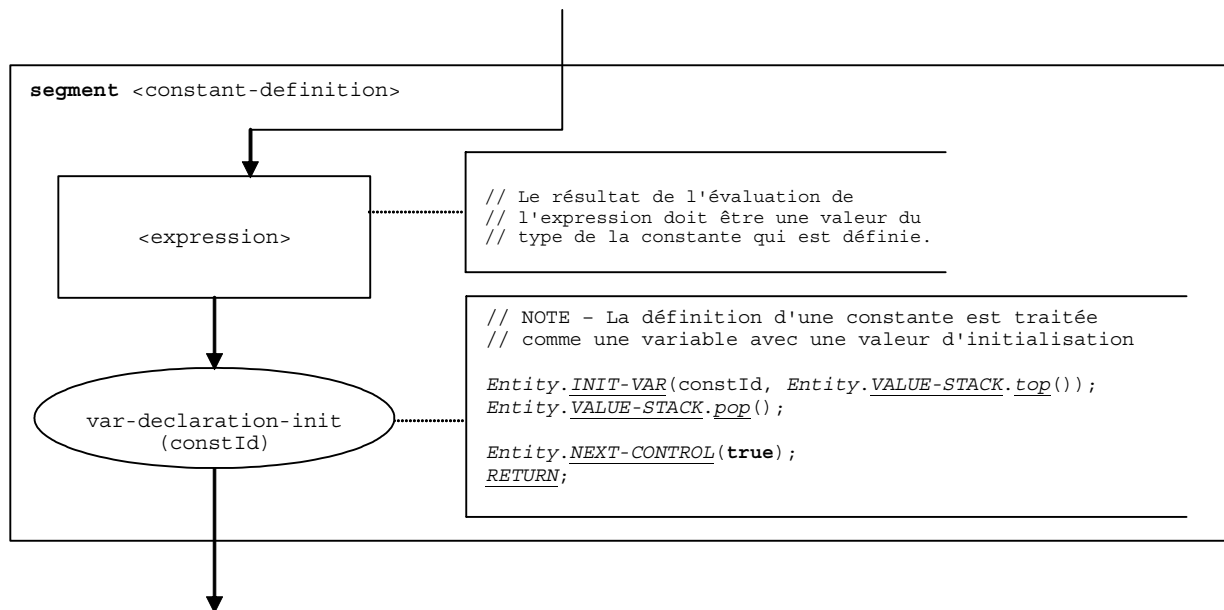 segment <constant-definition>
<expression>
// Le résultat de l'évaluation de
// l'expression doit être une valeur du
// type de la constante qui est définie.
var-declaration-init
(constId)
// NOTE – La définition d'une constante est traitée
// comme une variable avec une valeur d'initialisation
Entity.INIT-VAR(constId, Entity.VALUE-STACK.top());
Entity.VALUE-STACK.pop();
Entity.NEXT-CONTROL(true);
RETURN;